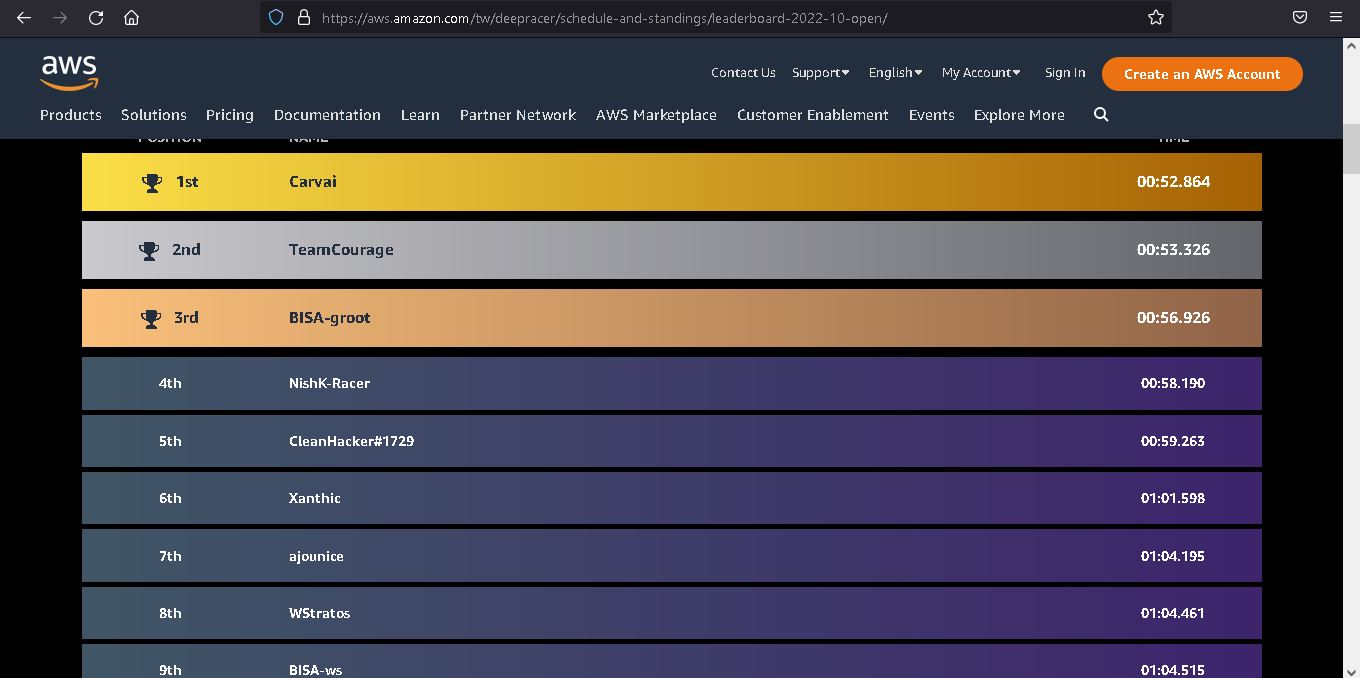 https://aws.amazon.com/tw/deepracer/schedule-and-standings/leaderboard-2022-10-open/
aws
Contact Us Support English My Account Sign In Create an AWS Account
Products Solutions Pricing Documentation Learn Partner Network AWS Marketplace Customer Enablement Events Explore More
POSITION NAME TIME
1st Carvai 00:52.864
2nd TeamCourage 00:53.326
3rd BISA-groot 00:56.926
4th NishK-Racer 00:58.190
5th CleanHacker#1729 00:59.263
6th Xanthic 01:01.598
7th ajounice 01:04.195
8th WStratos 01:04.461
9th BISA-ws 01:04.515